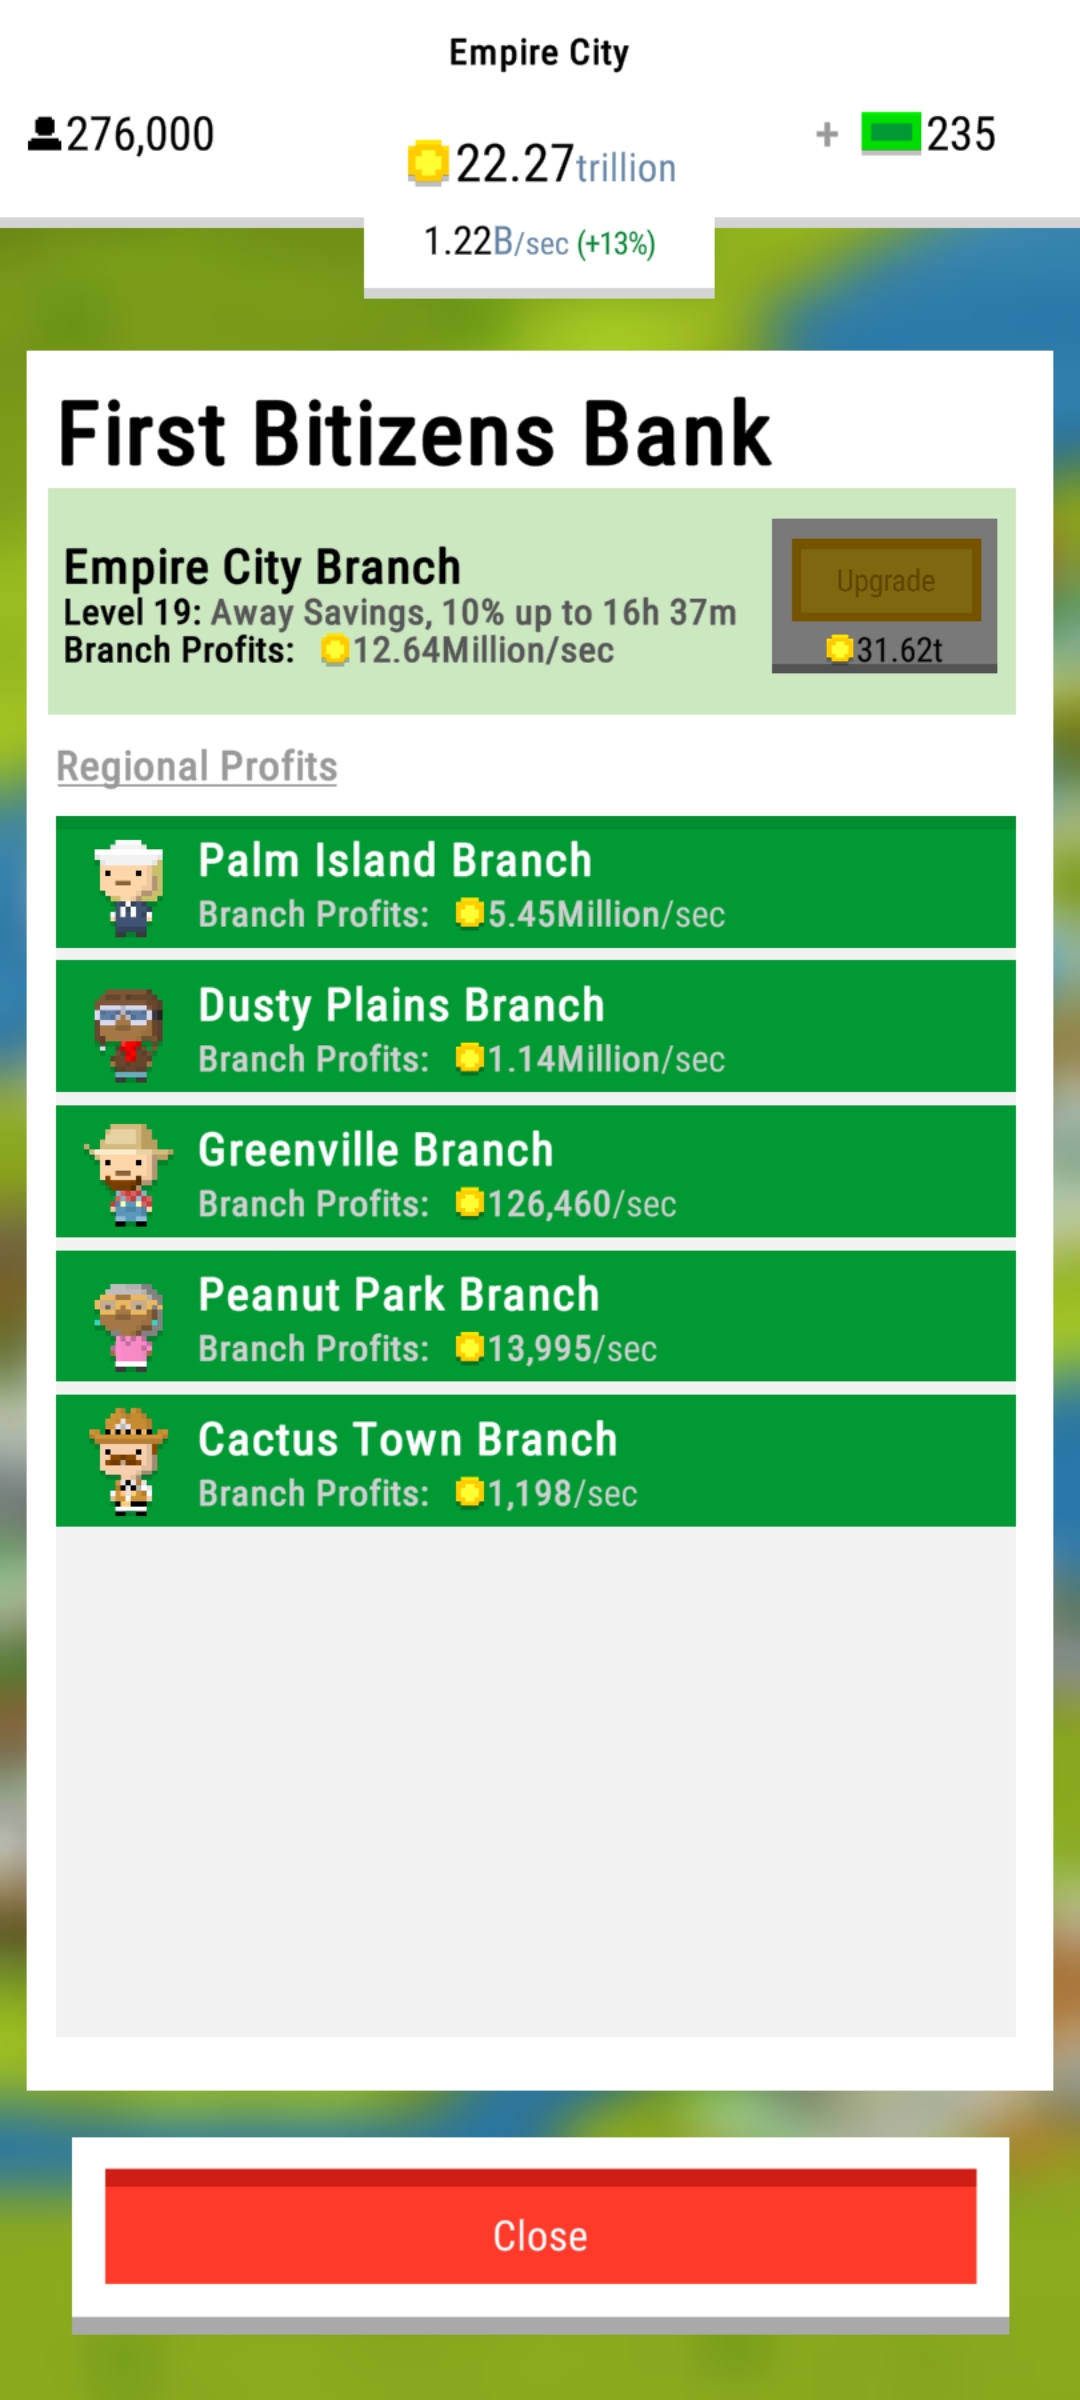 Empire City
276,000
22.27trillion
+ 235
1.22B/sec (+13%)
First Bitizens Bank
Empire City Branch
Level 19: Away Savings, 10% up to 16h 37m
Branch Profits: 12.64Million/sec
Upgrade
31.62t
Regional Profits
Palm Island Branch
Branch Profits: 5.45Million/sec
Dusty Plains Branch
Branch Profits: 1.14Million/sec
Greenville Branch
Branch Profits: 126,460/sec
Peanut Park Branch
Branch Profits: 13,995/sec
Cactus Town Branch
Branch Profits: 1,198/sec
Close